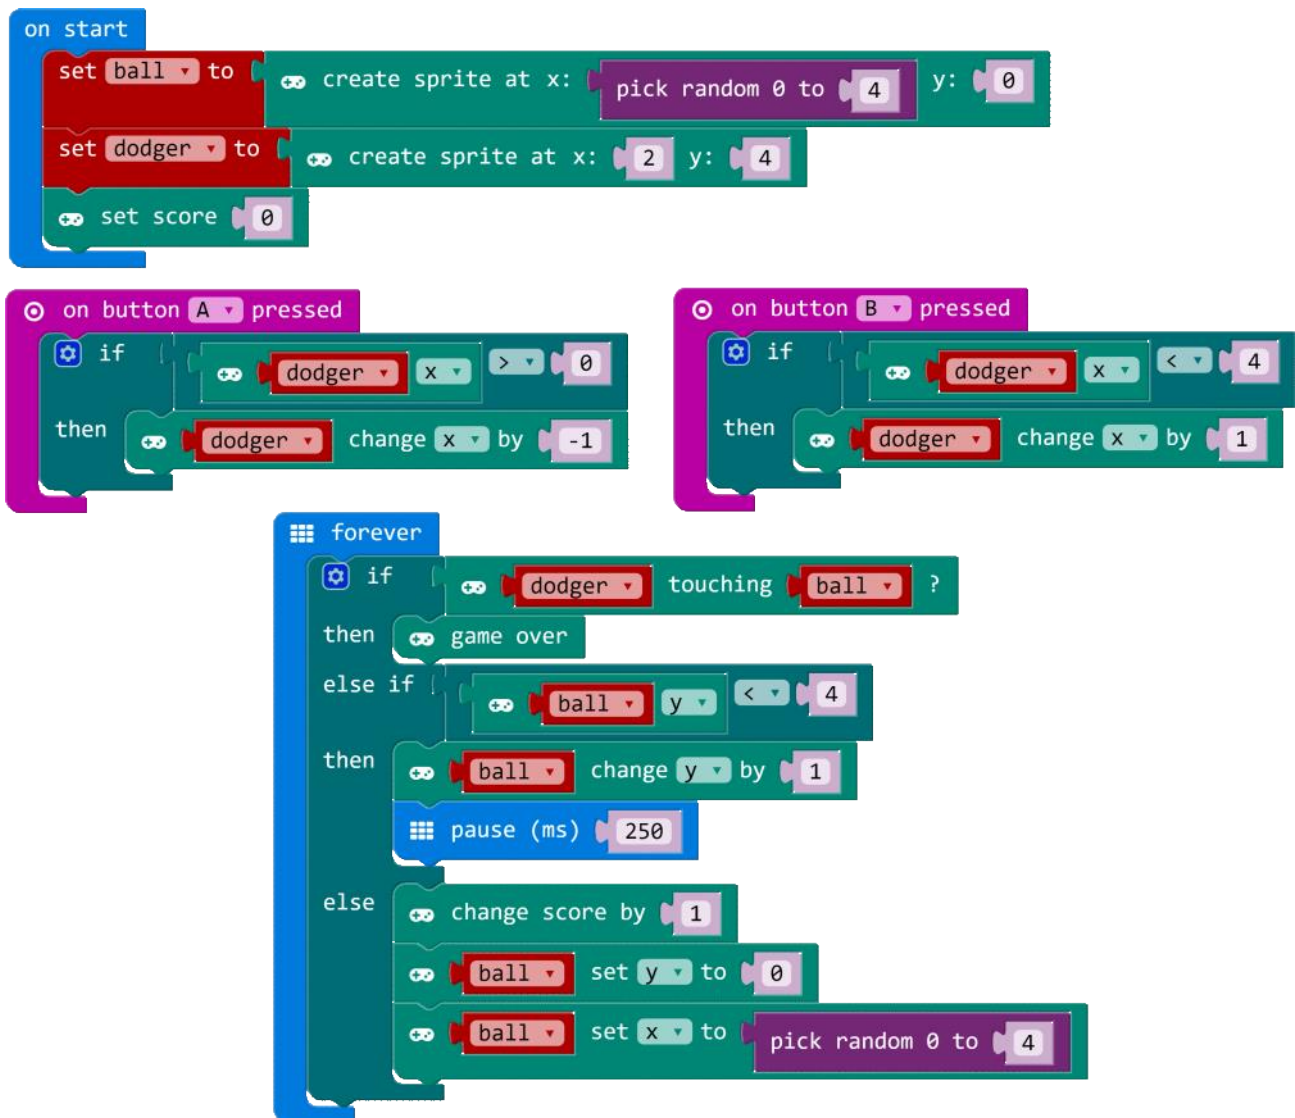 on start
set ball to create sprite at x: pick random 0 to 4 y: 0
set dodger to create sprite at x: 2 y: 4
set score 0
on button A pressed
if dodger x > 0
then dodger change x by -1
on button B pressed
if dodger x < 4
then dodger change x by 1
forever
if dodger touching ball ?
then game over
else if ball y < 4
then ball change y by 1
pause (ms) 250
else change score by 1
ball set y to 0
ball set x to pick random 0 to 4